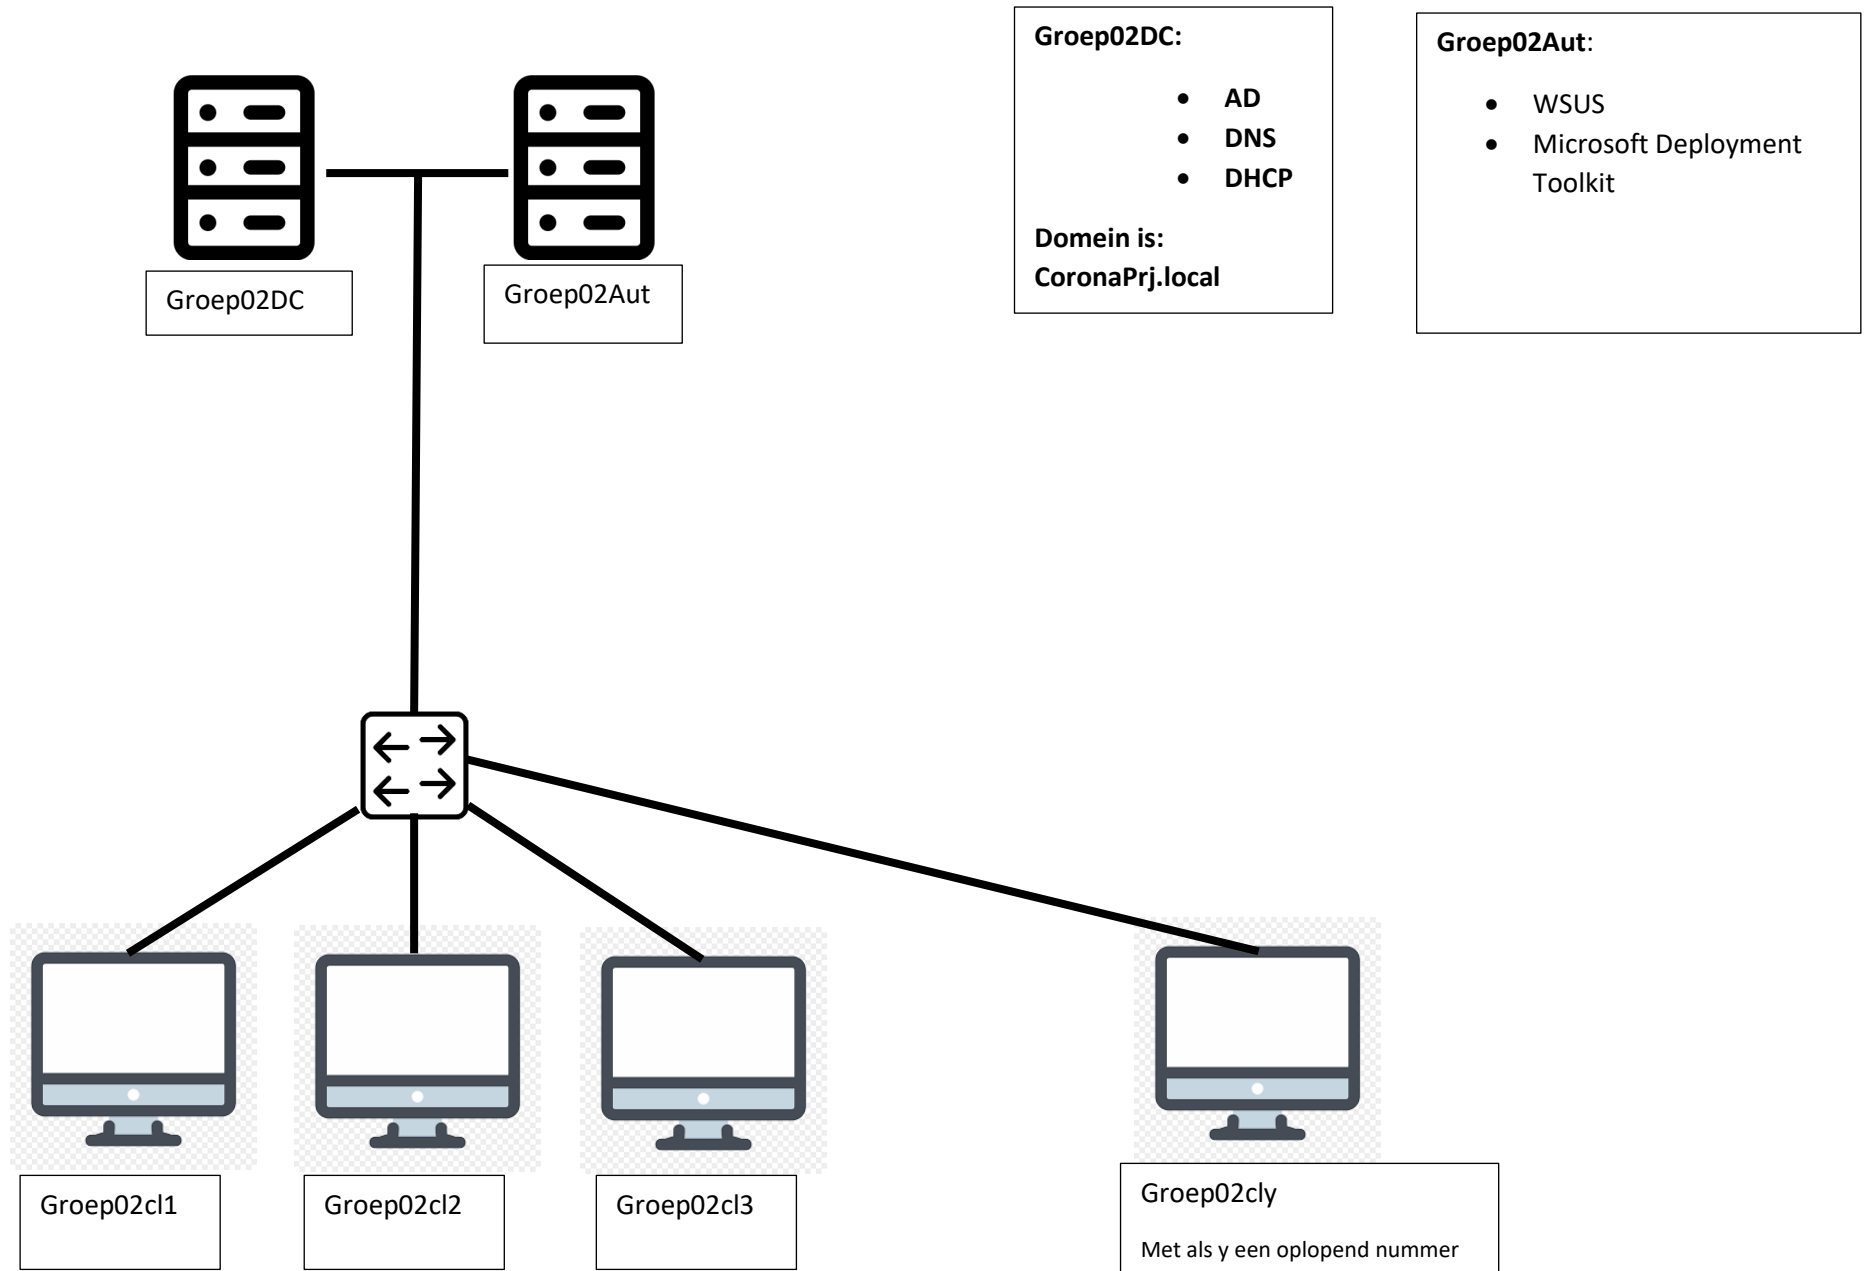 Groep02DC:
• AD
• DNS
• DHCP
Domein is:
CoronaPrj.local
Groep02Aut:
• WSUS
• Microsoft Deployment
Toolkit
Groep02DC
Groep02Aut
Groep02cl1
Groep02cl2
Groep02cl3
Groep02cly
Met als y een oplopend nummer